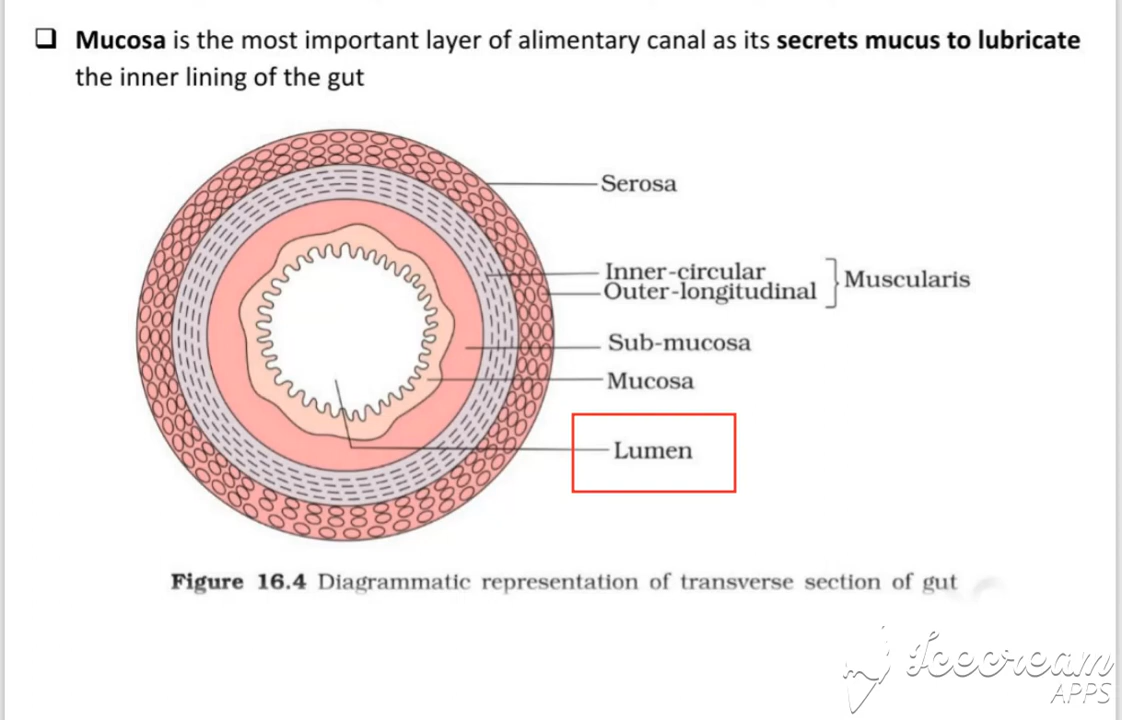 ❑ Mucosa is the most important layer of alimentary canal as its secrets mucus to lubricate
the inner lining of the gut
Serosa
Inner-circular
Outer-longitudinal
Muscularis
Sub-mucosa
Mucosa
Lumen
Figure 16.4 Diagrammatic representation of transverse section of gut
Icecream
APPS